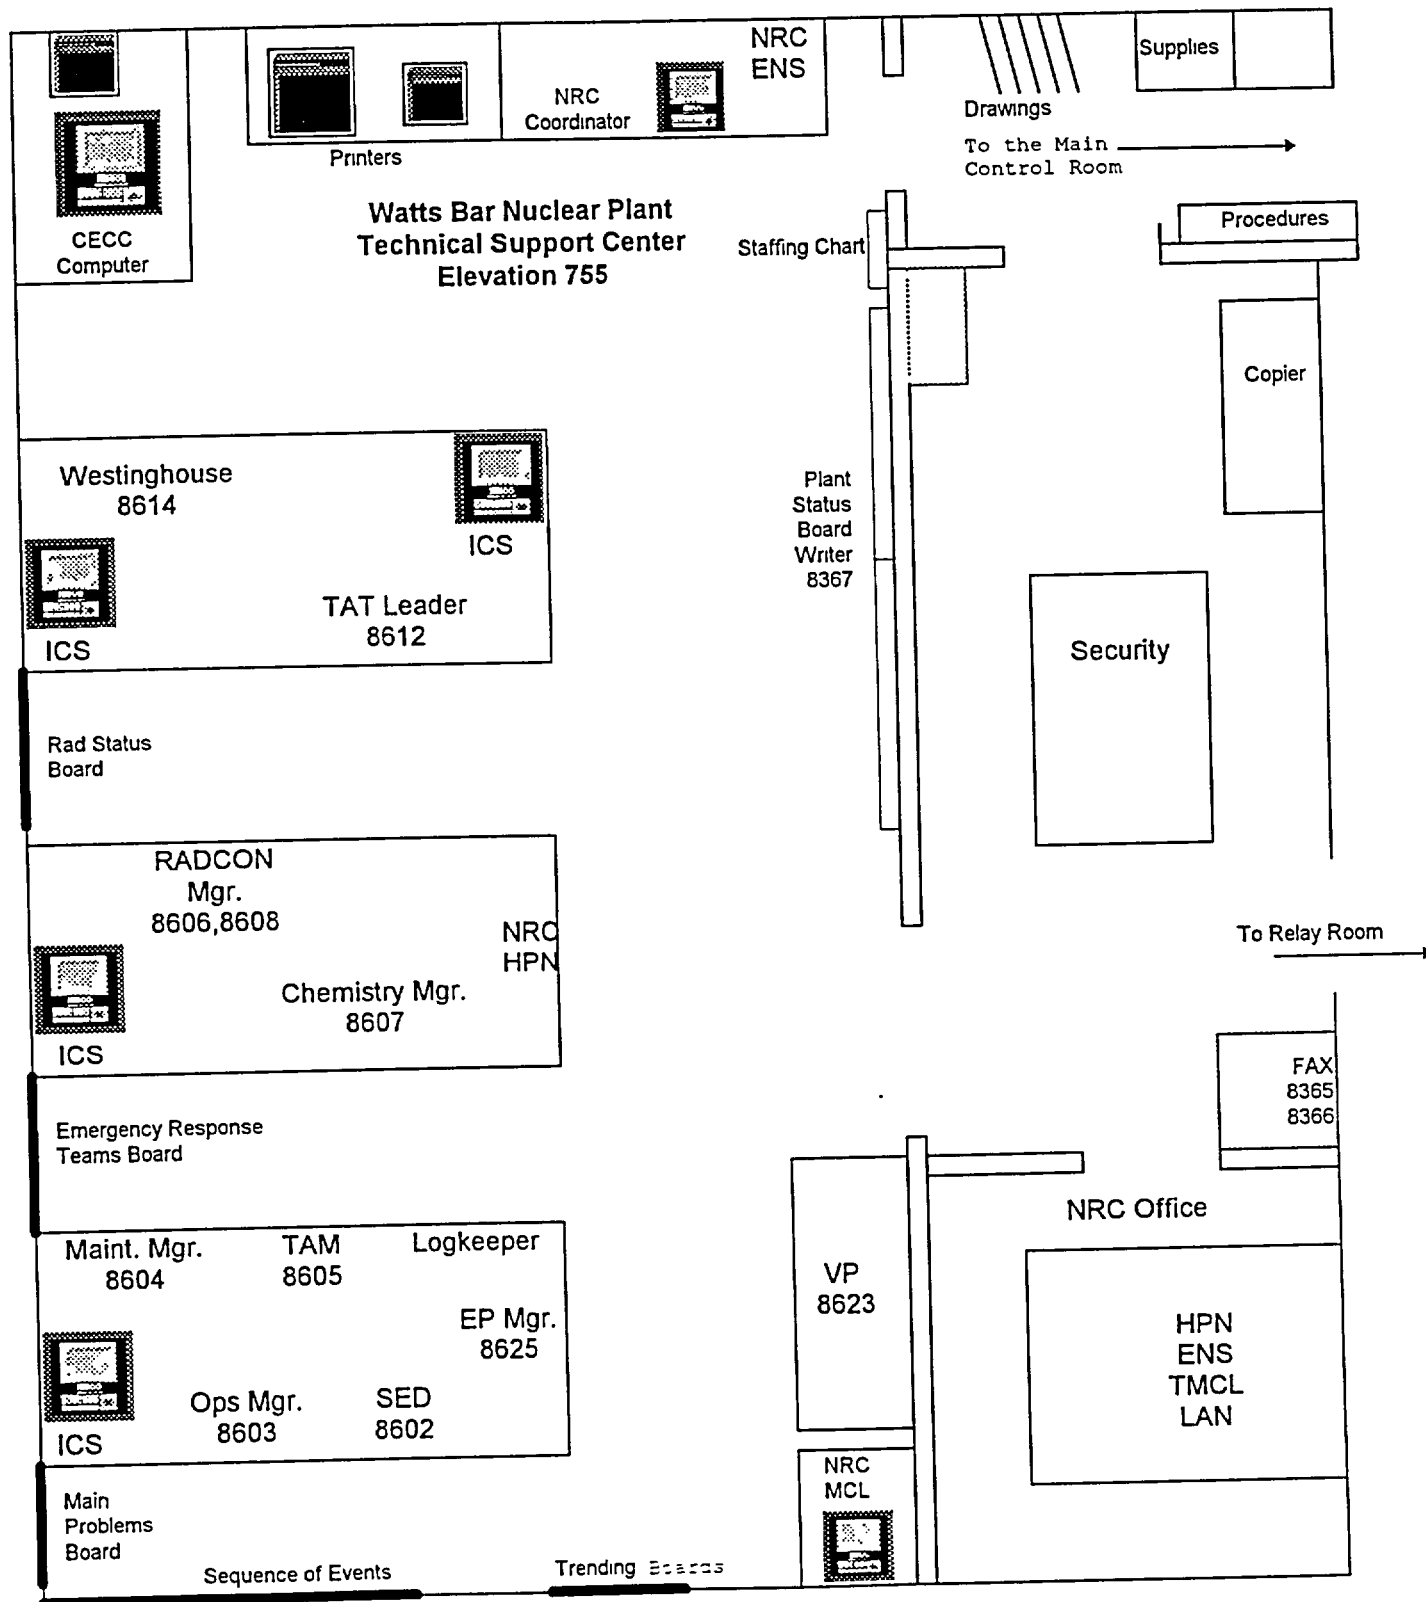 NRC
ENS
Supplies
NRC
Coordinator
Drawings
Printers
To the Main
Control Room
CECC
Computer
Watts Bar Nuclear Plant
Technical Support Center
Elevation 755
Staffing Chart
Procedures
Copier
Westinghouse
8614
ICS
Plant
Status
Board
Writer
8367
TAT Leader
8612
ICS
Security
Rad Status
Board
RADCON
Mgr.
8606,8608
NRC
HPN
To Relay Room
Chemistry Mgr.
8607
ICS
FAX
8365
8366
Emergency Response
Teams Board
NRC Office
Maint. Mgr.
8604
TAM
8605
Logkeeper
VP
8623
EP Mgr.
8625
HPN
ENS
TMCL
LAN
Ops Mgr.
8603
SED
8602
ICS
NRC
MCL
Main
Problems
Board
Sequence of Events
Trending Boards